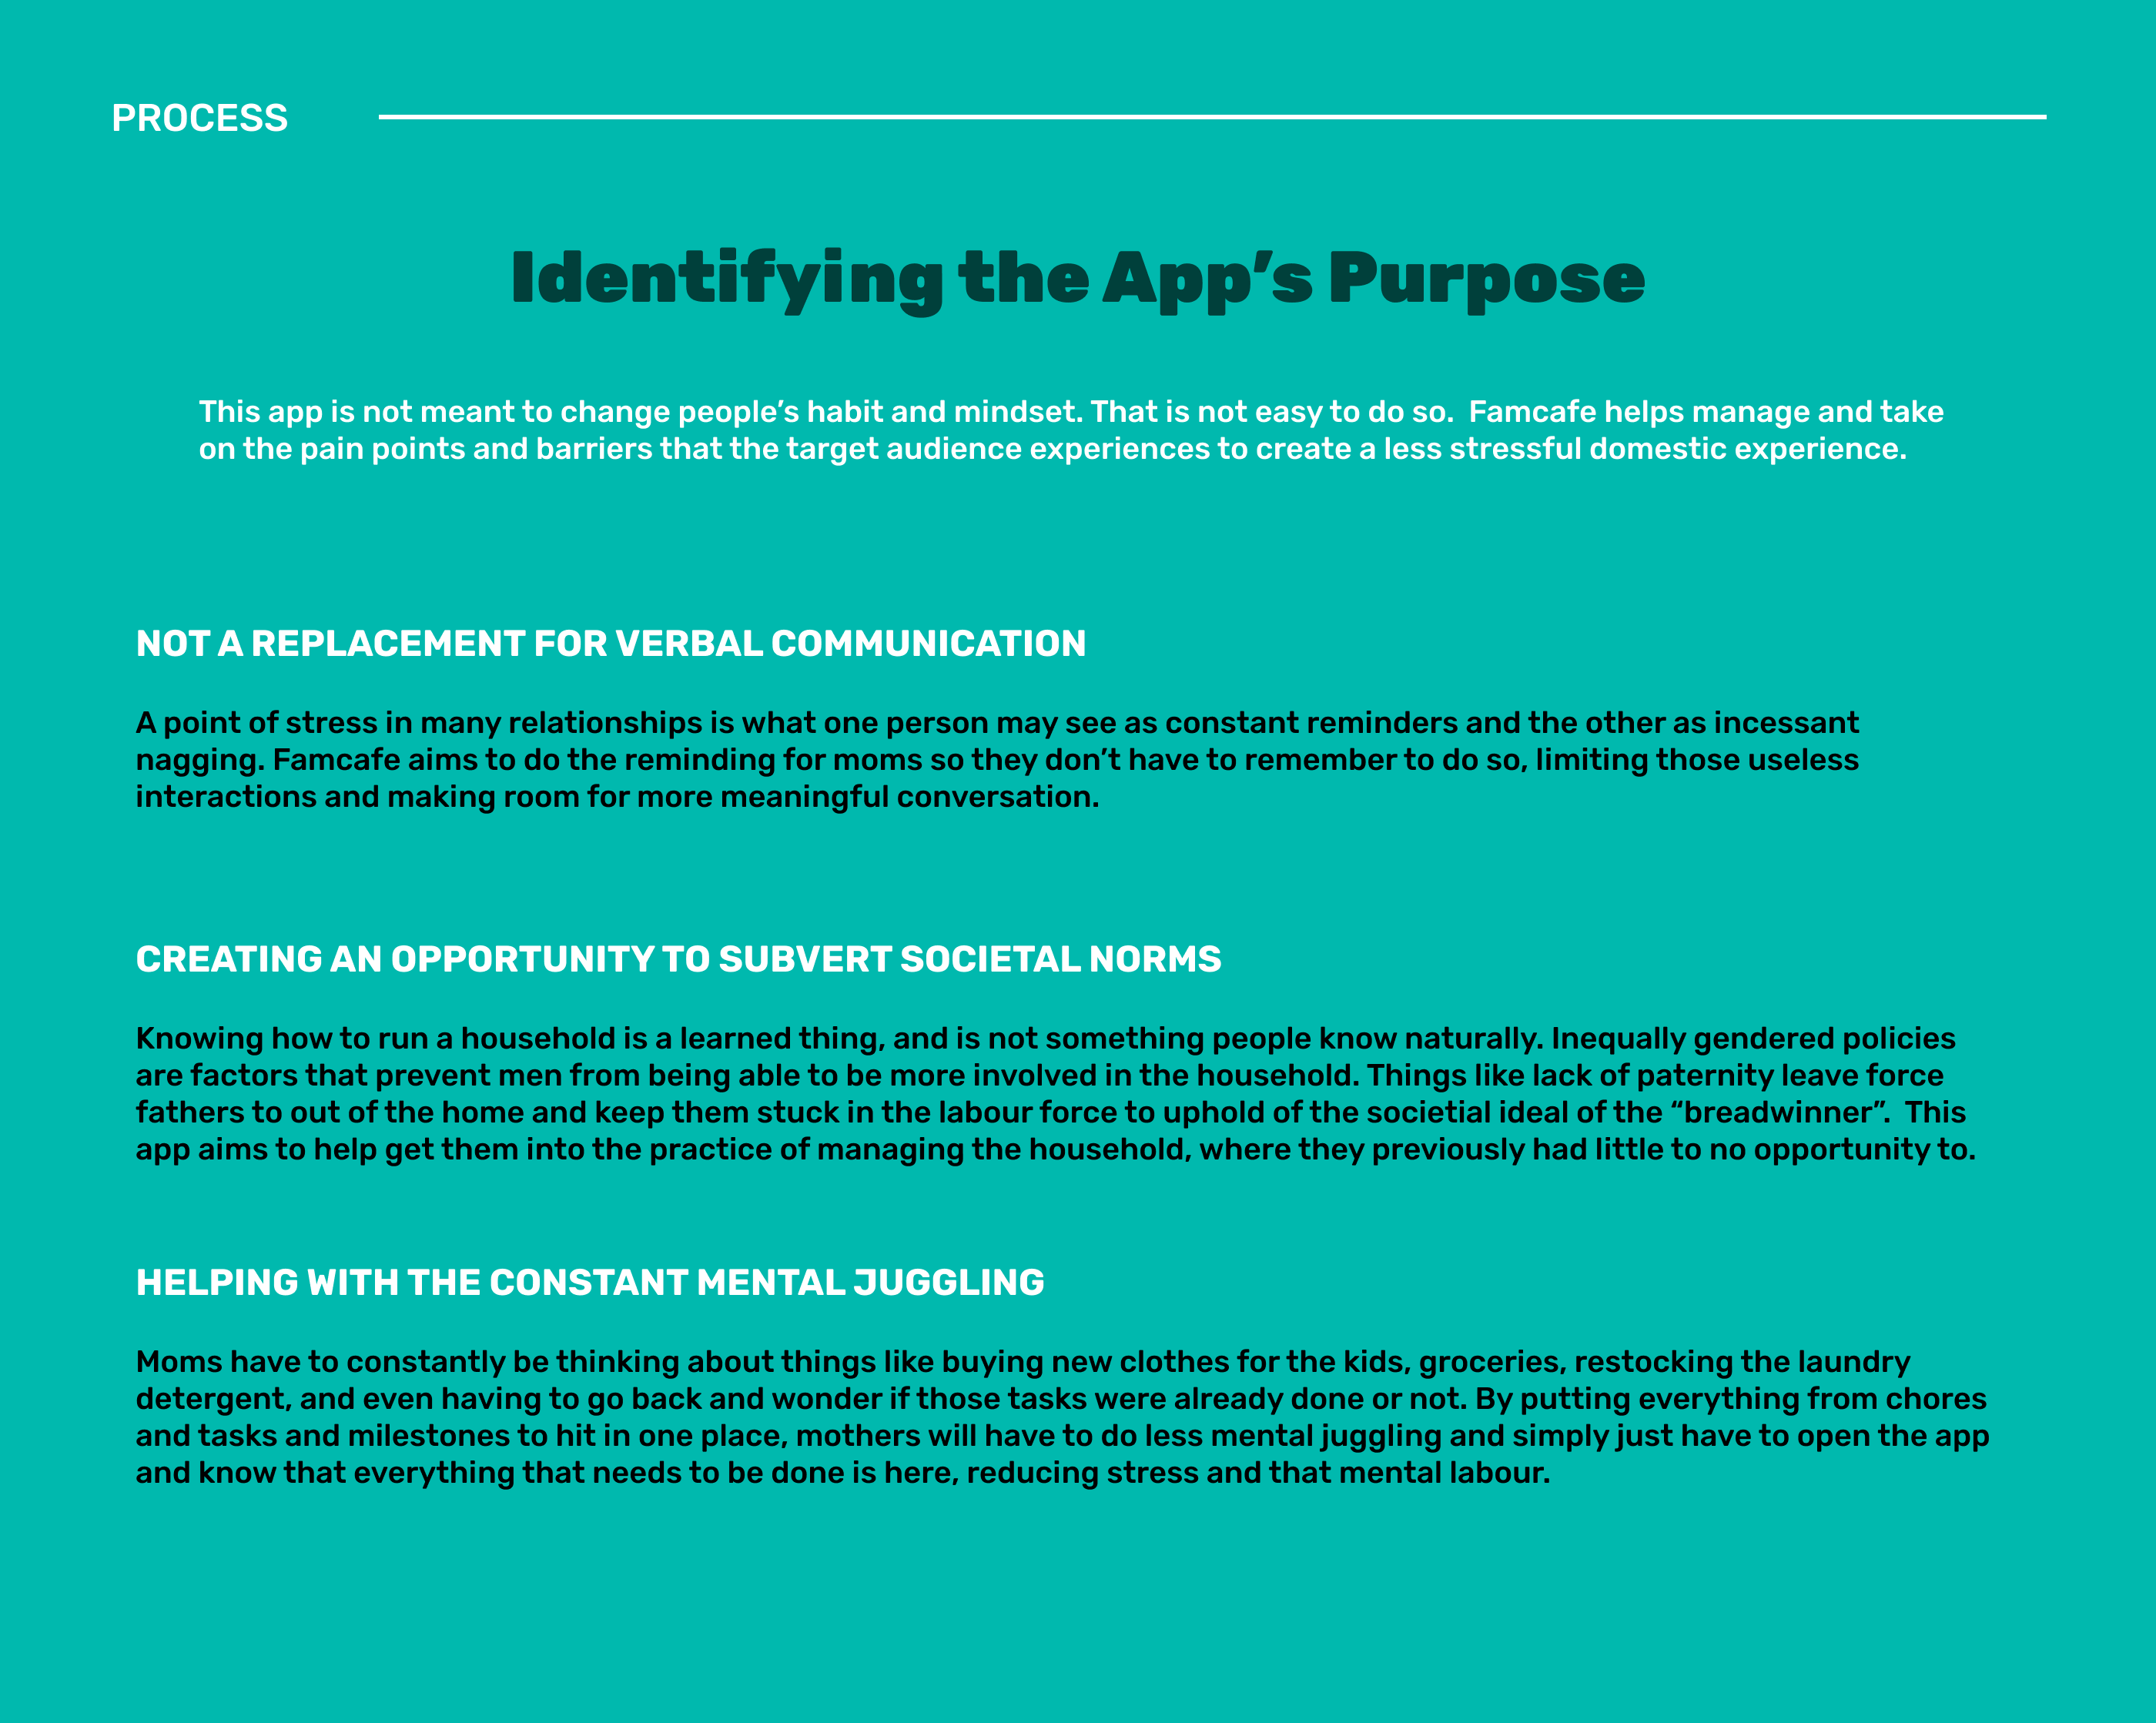 PROCESS
Identifying the App’s Purpose
This app is not meant to change people’s habit and mindset. That is not easy to do so.  Famcafe helps manage and take
on the pain points and barriers that the target audience experiences to create a less stressful domestic experience.
NOT A REPLACEMENT FOR VERBAL COMMUNICATION
A point of stress in many relationships is what one person may see as constant reminders and the other as incessant
nagging. Famcafe aims to do the reminding for moms so they don’t have to remember to do so, limiting those useless
interactions and making room for more meaningful conversation.
CREATING AN OPPORTUNITY TO SUBVERT SOCIETAL NORMS
Knowing how to run a household is a learned thing, and is not something people know naturally. Inequally gendered policies
are factors that prevent men from being able to be more involved in the household. Things like lack of paternity leave force
fathers to out of the home and keep them stuck in the labour force to uphold of the societial ideal of the “breadwinner”.  This
app aims to help get them into the practice of managing the household, where they previously had little to no opportunity to.
HELPING WITH THE CONSTANT MENTAL JUGGLING
Moms have to constantly be thinking about things like buying new clothes for the kids, groceries, restocking the laundry
detergent, and even having to go back and wonder if those tasks were already done or not. By putting everything from chores
and tasks and milestones to hit in one place, mothers will have to do less mental juggling and simply just have to open the app
and know that everything that needs to be done is here, reducing stress and that mental labour.